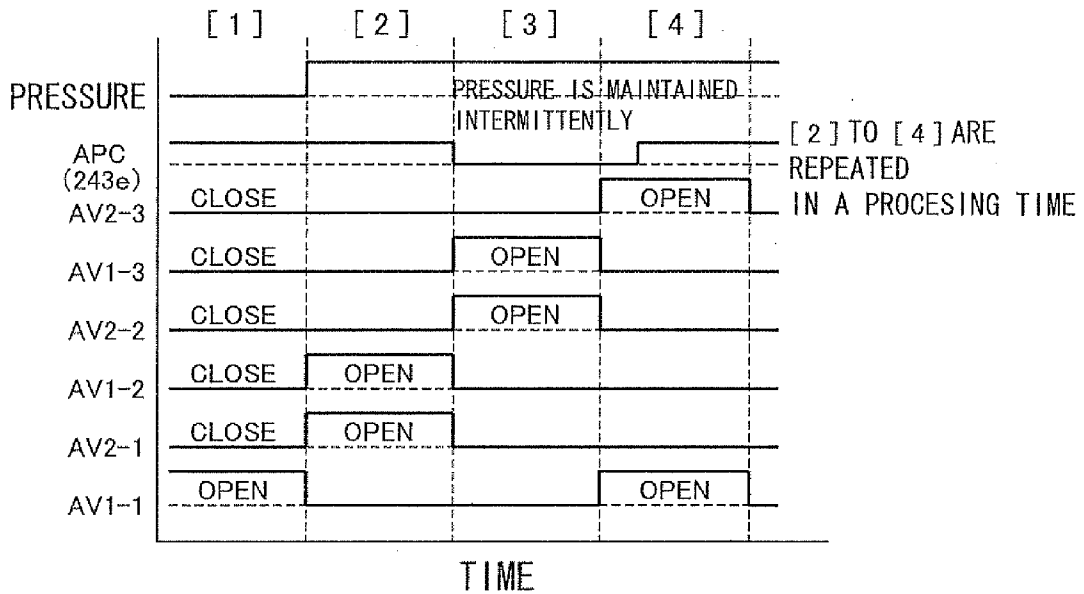 [1] [2] [3] [4]
PRESSURE
PRESSURE IS MAINTAINED
INTERMITTENTLY
APC
(243e)
[2] TO [4] ARE
REPEATED
IN A PROCESING TIME
AV2-3 CLOSE OPEN
AV1-3 CLOSE OPEN
AV2-2 CLOSE OPEN
AV1-2 CLOSE OPEN
AV2-1 CLOSE OPEN
AV1-1 OPEN OPEN
TIME